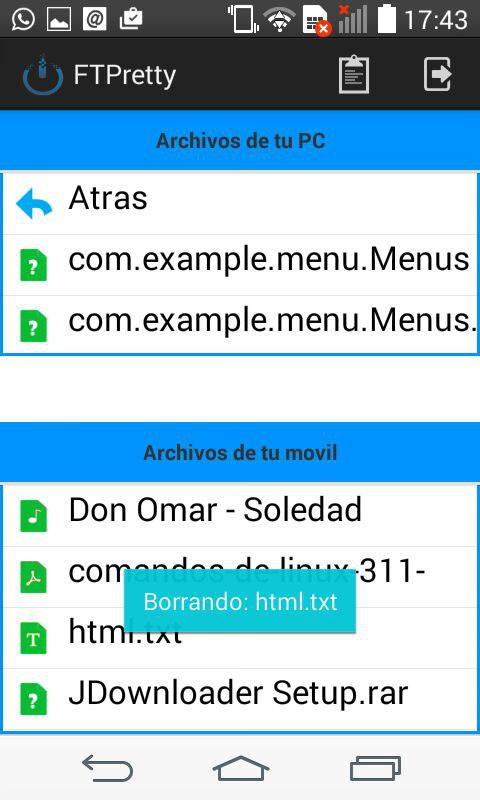 17:43
FTPretty
Archivos de tu PC
Atras
com.example.menu.Menus
com.example.menu.Menus.
Archivos de tu movil
Don Omar - Soledad
comandos de linux-311-
Borrando: html.txt
html.txt
JDownloader Setup.rar